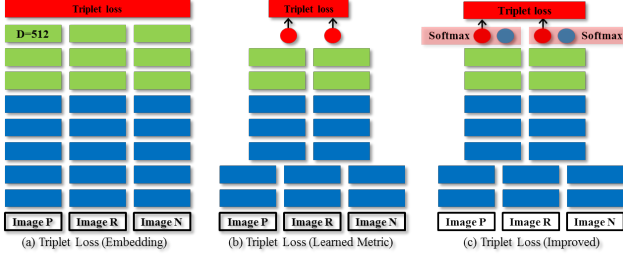 Triplet loss
D=512
Image P
Image R
Image N
(a) Triplet Loss (Embedding)
Triplet loss
Image P
Image R
Image N
(b) Triplet Loss (Learned Metric)
Triplet loss
Softmax
Softmax
Image P
Image R
Image N
(c) Triplet Loss (Improved)